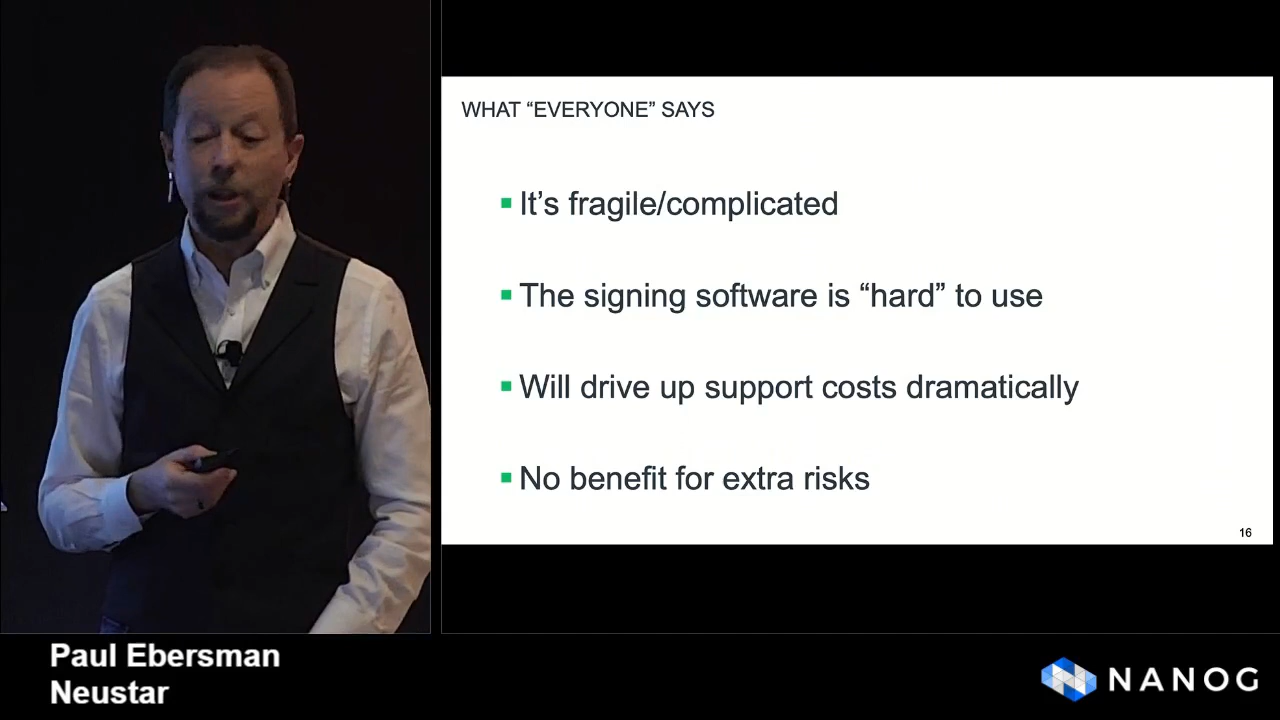 WHAT “EVERYONE” SAYS
It’s fragile/complicated
The signing software is “hard” to use
Will drive up support costs dramatically
No benefit for extra risks
16
Paul Ebersman
Neustar
NANOG